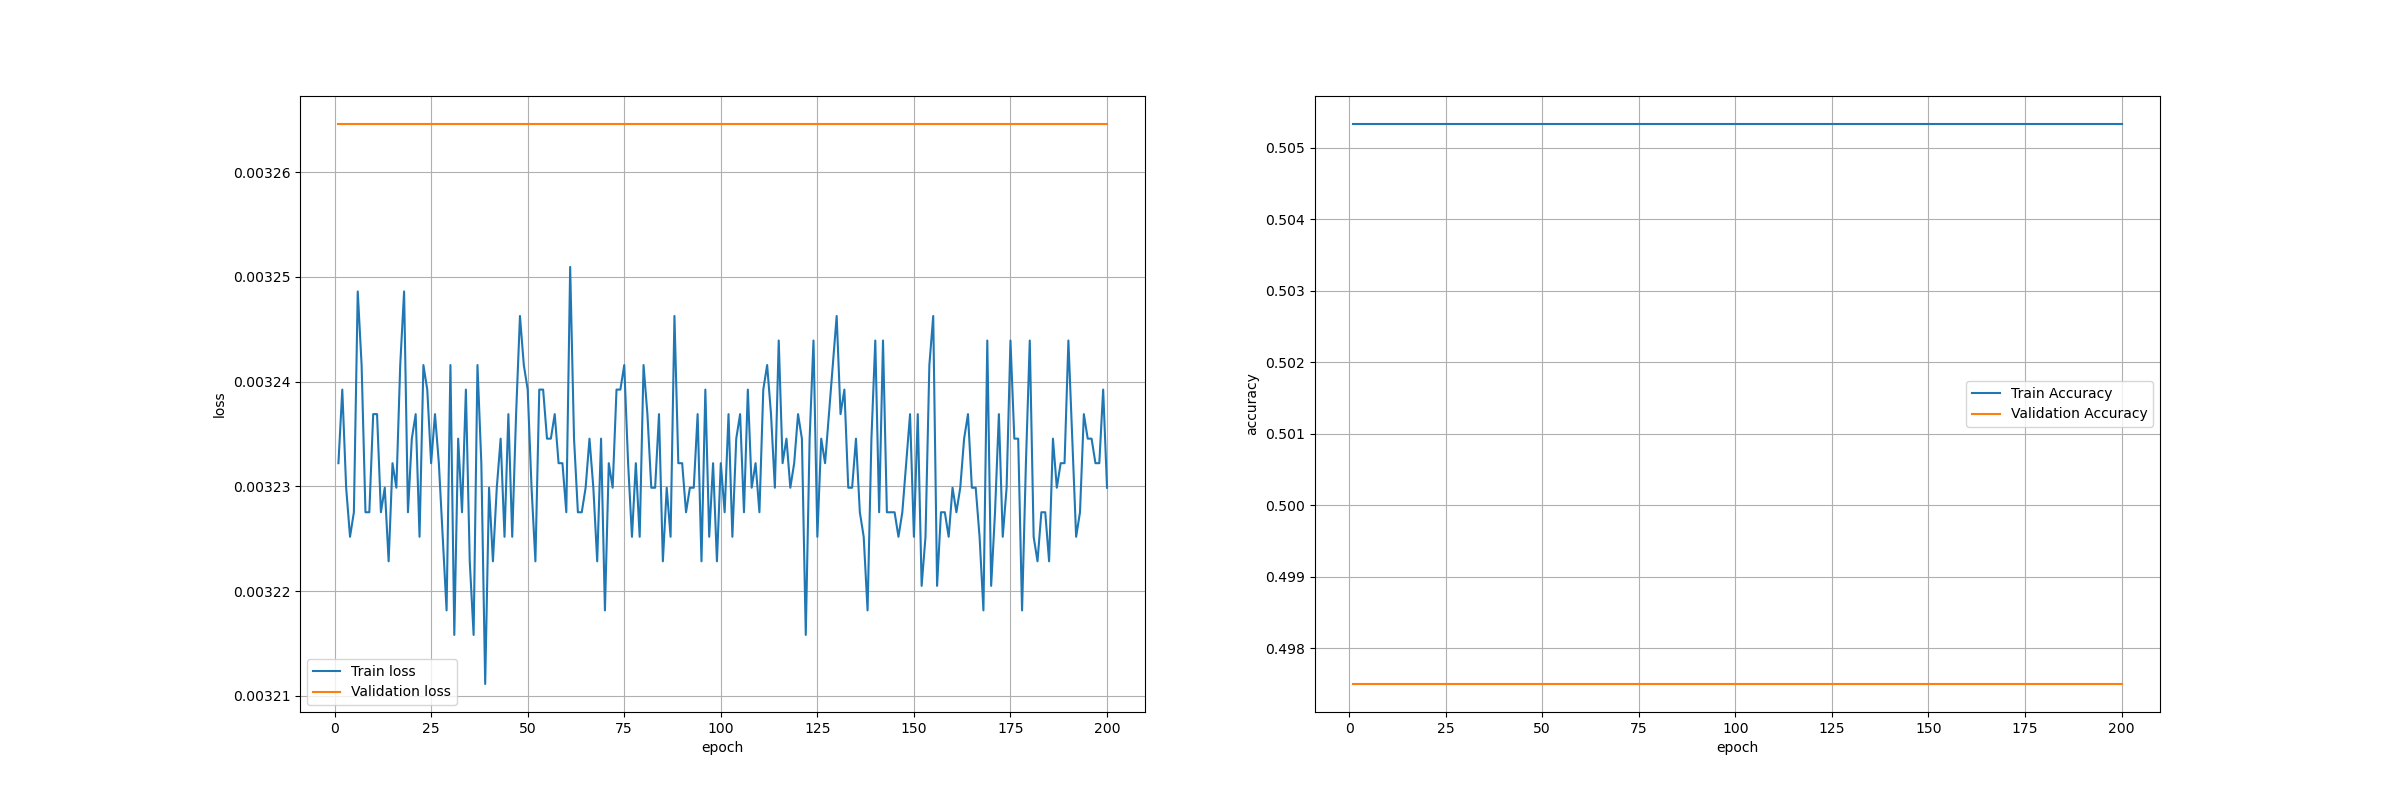 0.00326
0.00325
0.00324
0.00323
0.00322
0.00321
loss
Train loss
Validation loss
0 25 50 75 100 125 150 175 200
epoch
0.505
0.504
0.503
0.502
0.501
0.500
0.499
0.498
accuracy
Train Accuracy
Validation Accuracy
0 25 50 75 100 125 150 175 200
epoch